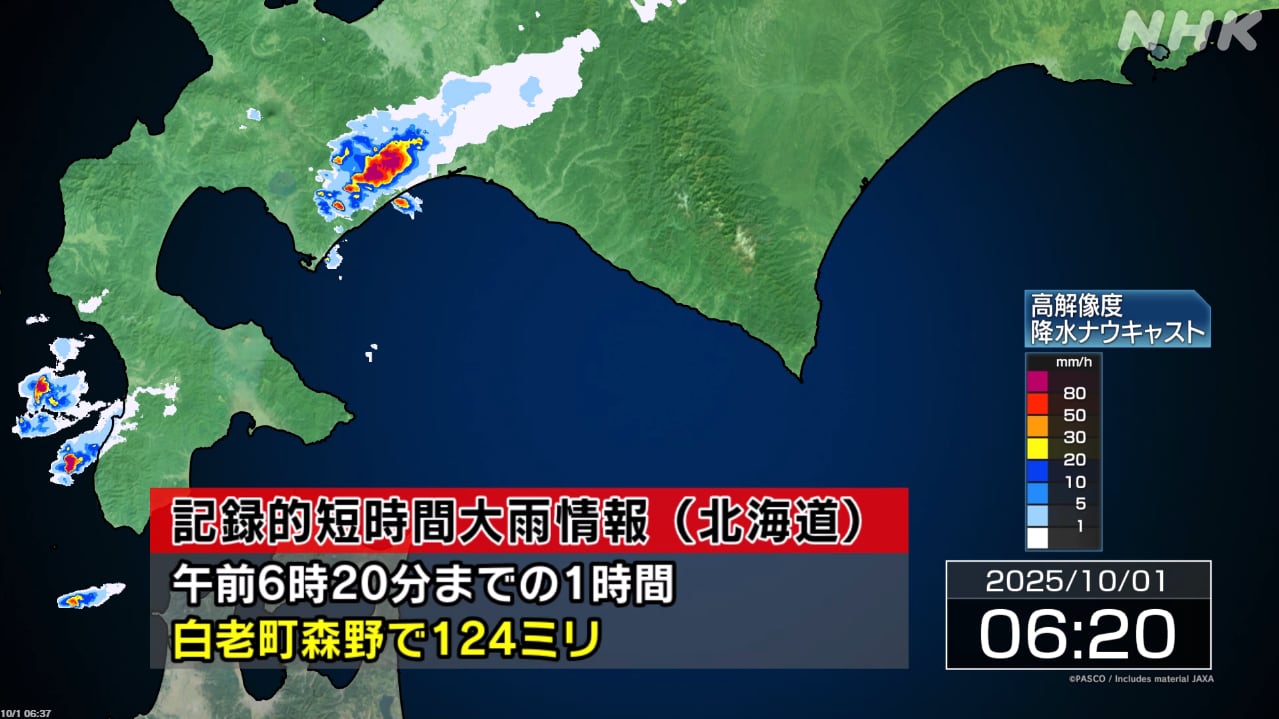 NHK
高解像度
降水ナウキャスト
mm/h
80
50
30
20
10
5
1
記録的短時間大雨情報（北海道）
午前6時20分までの1時間
白老町森野で124ミリ
2025/10/01
06:20
©PASCO / Includes material JAXA
10/1 06:37